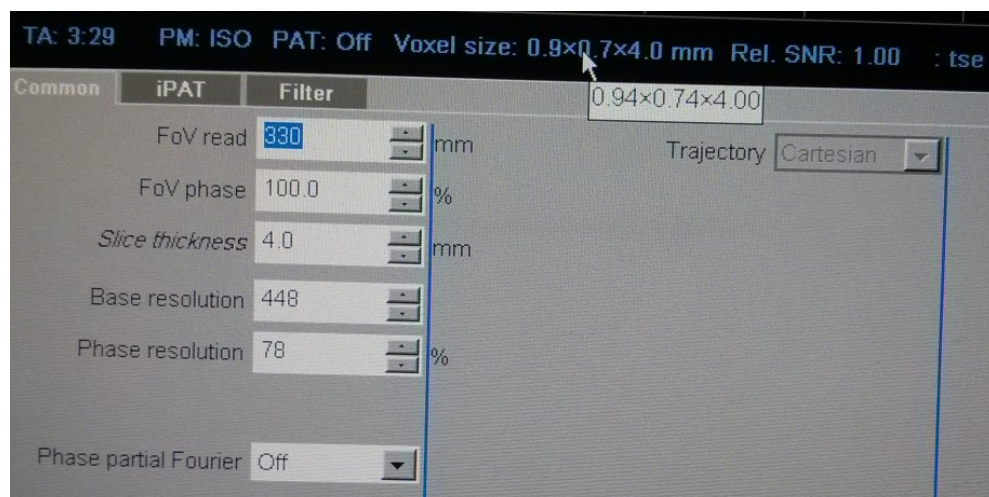 TA: 3:29 PM: ISO PAT: Off Voxel size: 0.9×0.7×4.0 mm Rel. SNR: 1.00 : tse
0.94×0.74×4.00
Common iPAT Filter
FoV read 330 mm
Trajectory Cartesian
FoV phase 100.0 %
Slice thickness 4.0 mm
Base resolution 448
Phase resolution 78 %
Phase partial Fourier Off